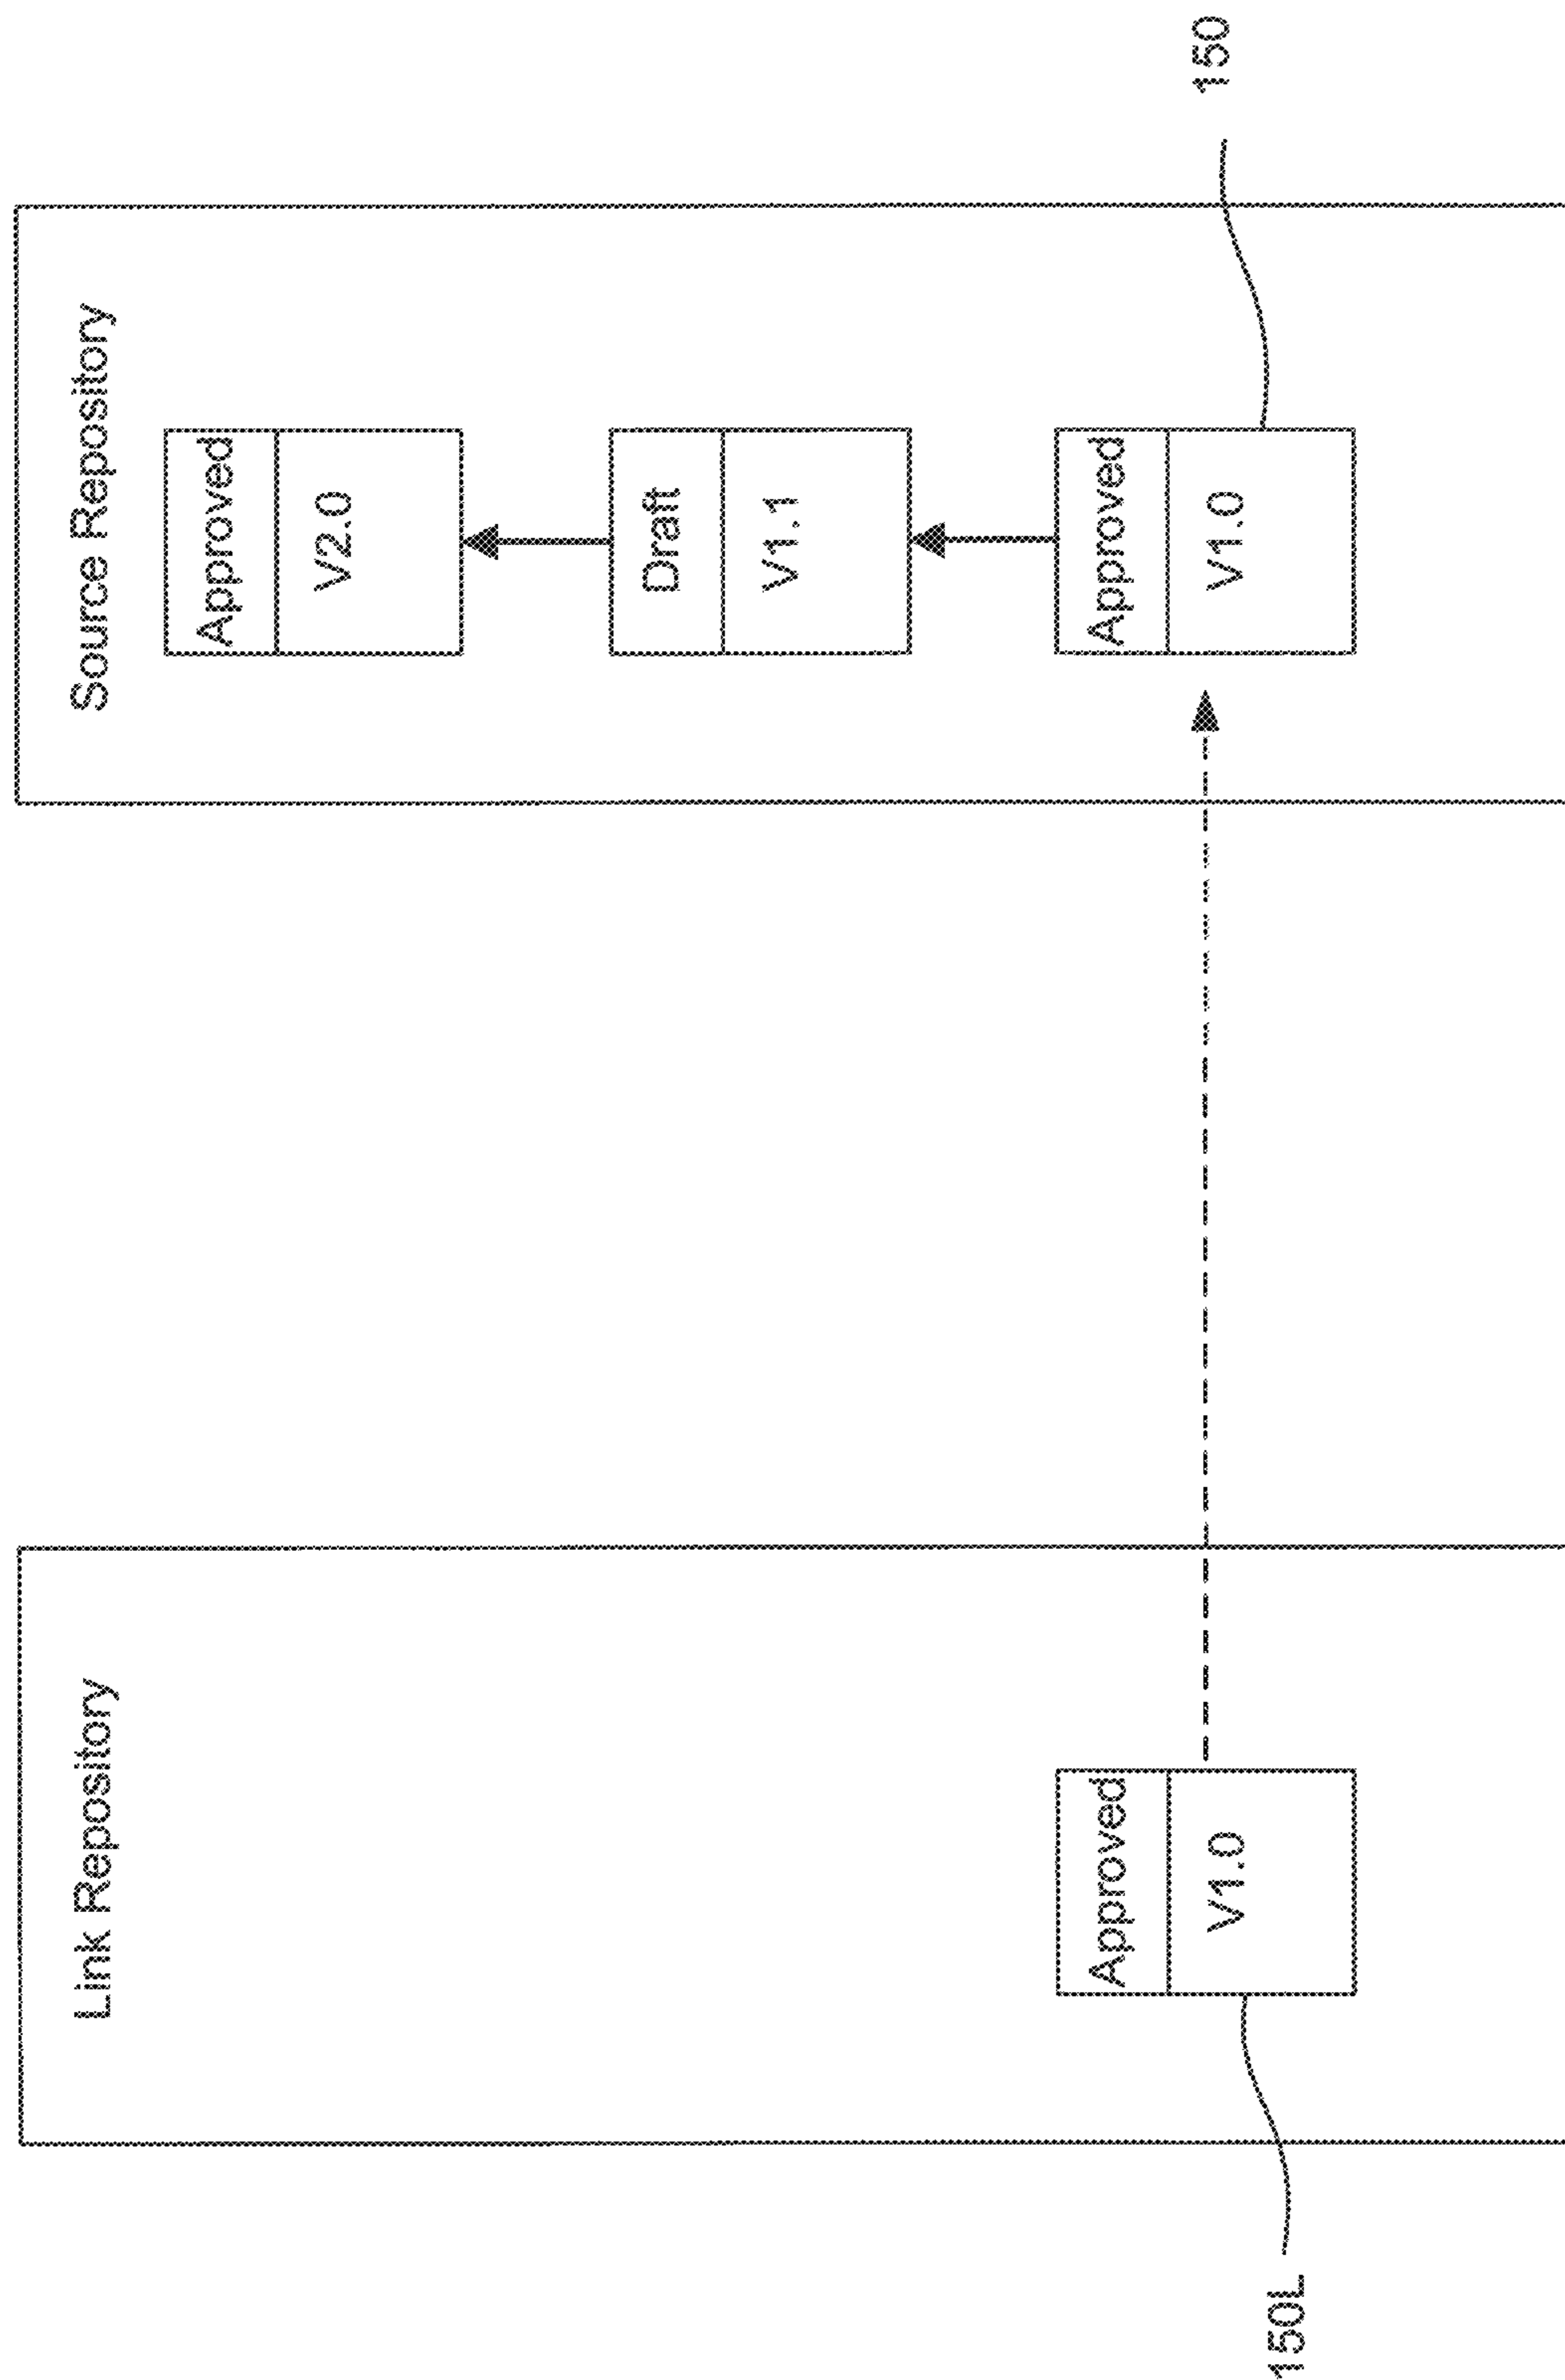 Link Repository
Source Repository
Approved
V2.0
Draft
V1.1
Approved
V1.0
150L
Approved
V1.0
150